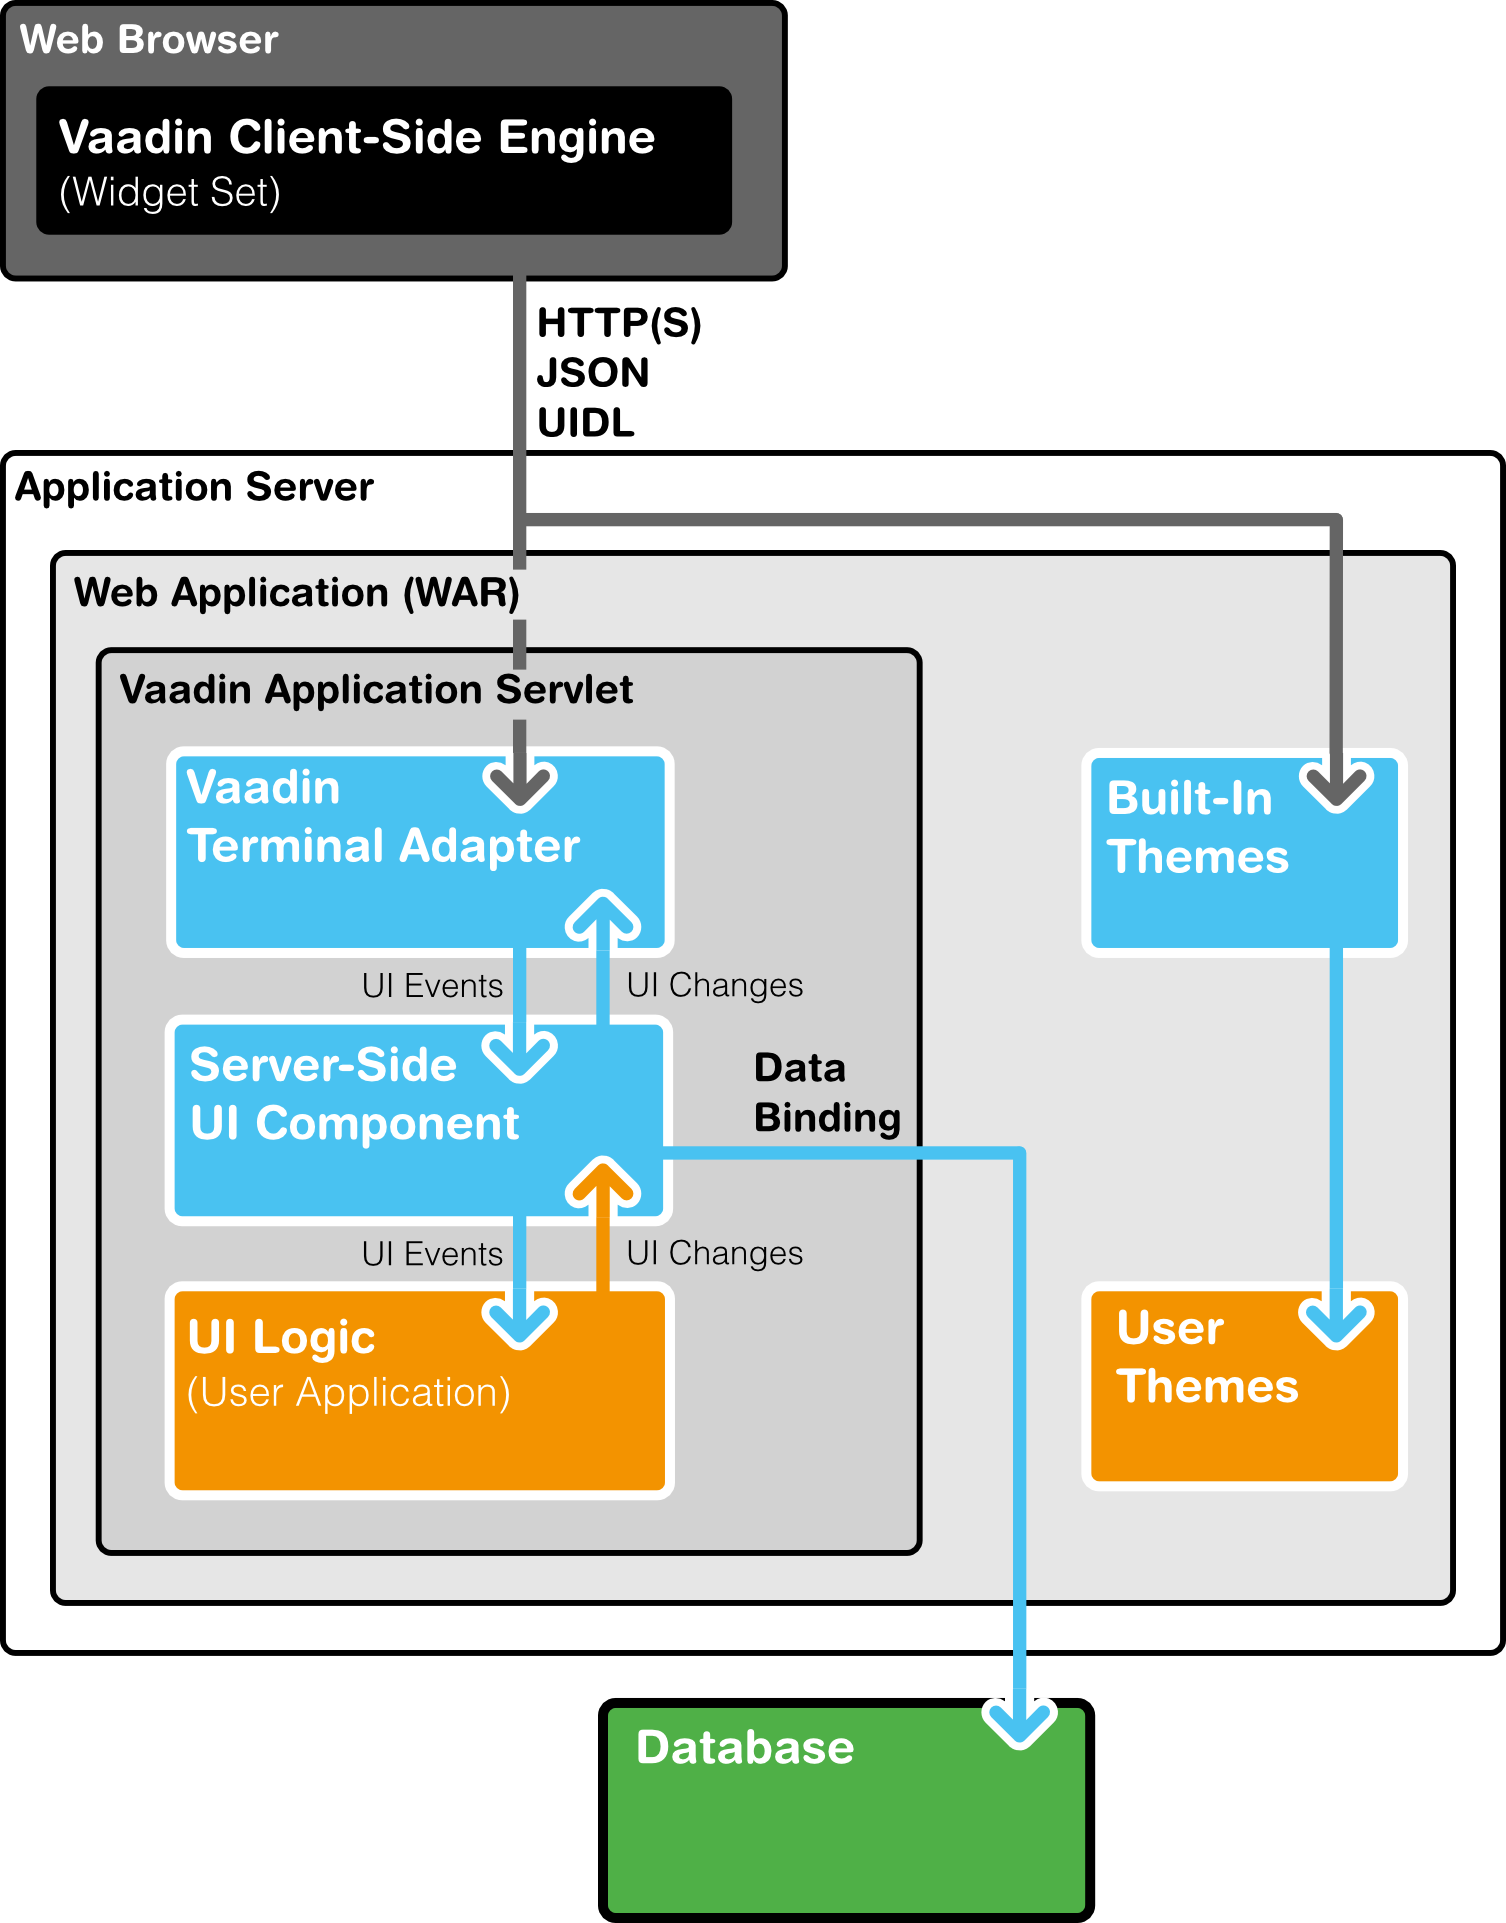 Web Browser
Vaadin Client-Side Engine
(Widget Set)
HTTP(S)
JSON
UIDL
Application Server
Web Application (WAR)
Vaadin Application Servlet
Vaadin
Terminal Adapter
Built-In
Themes
UI Events
UI Changes
Server-Side
UI Component
Data
Binding
UI Events
UI Changes
UI Logic
(User Application)
User
Themes
Database